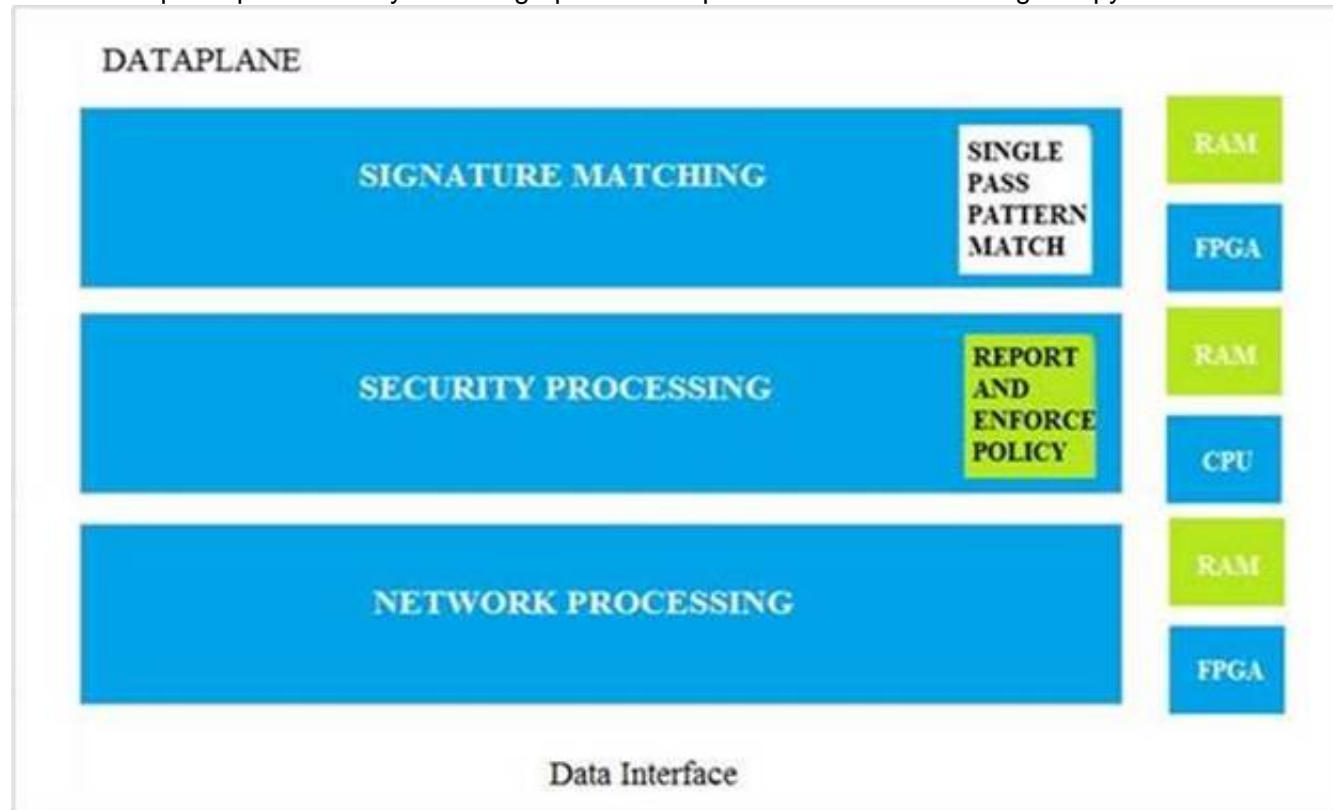 DATAPLANE
SIGNATURE MATCHING
SINGLE
PASS
PATTERN
MATCH
RAM
FPGA
SECURITY PROCESSING
REPORT
AND
ENFORCE
POLICY
RAM
CPU
NETWORK PROCESSING
RAM
FPGA
Data Interface